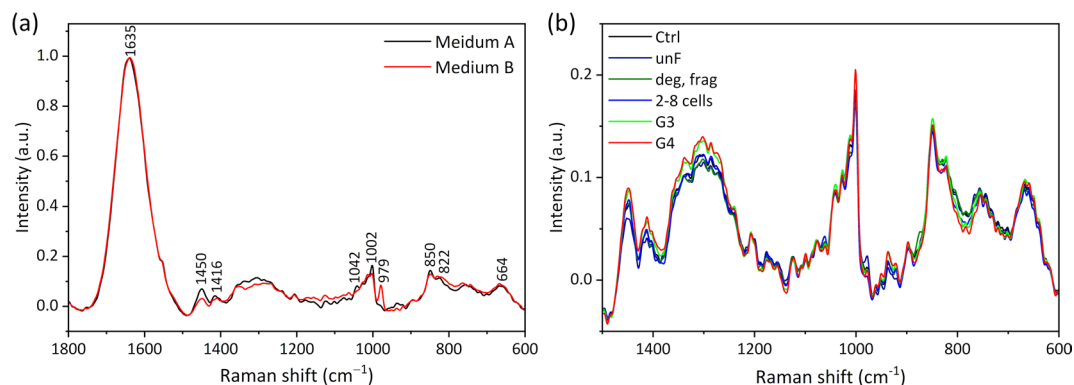 (a)
1635
Meidum A
Medium B
1450
1416
1042
1002
979
850
822
664
1.0
0.8
0.6
0.4
0.2
0.0
Intensity (a.u.)
1800 1600 1400 1200 1000 800 600
Raman shift (cm⁻¹)
(b)
Ctrl
unF
deg, frag
2-8 cells
G3
G4
0.2
0.1
0.0
Intensity (a.u.)
1400 1200 1000 800 600
Raman shift (cm⁻¹)